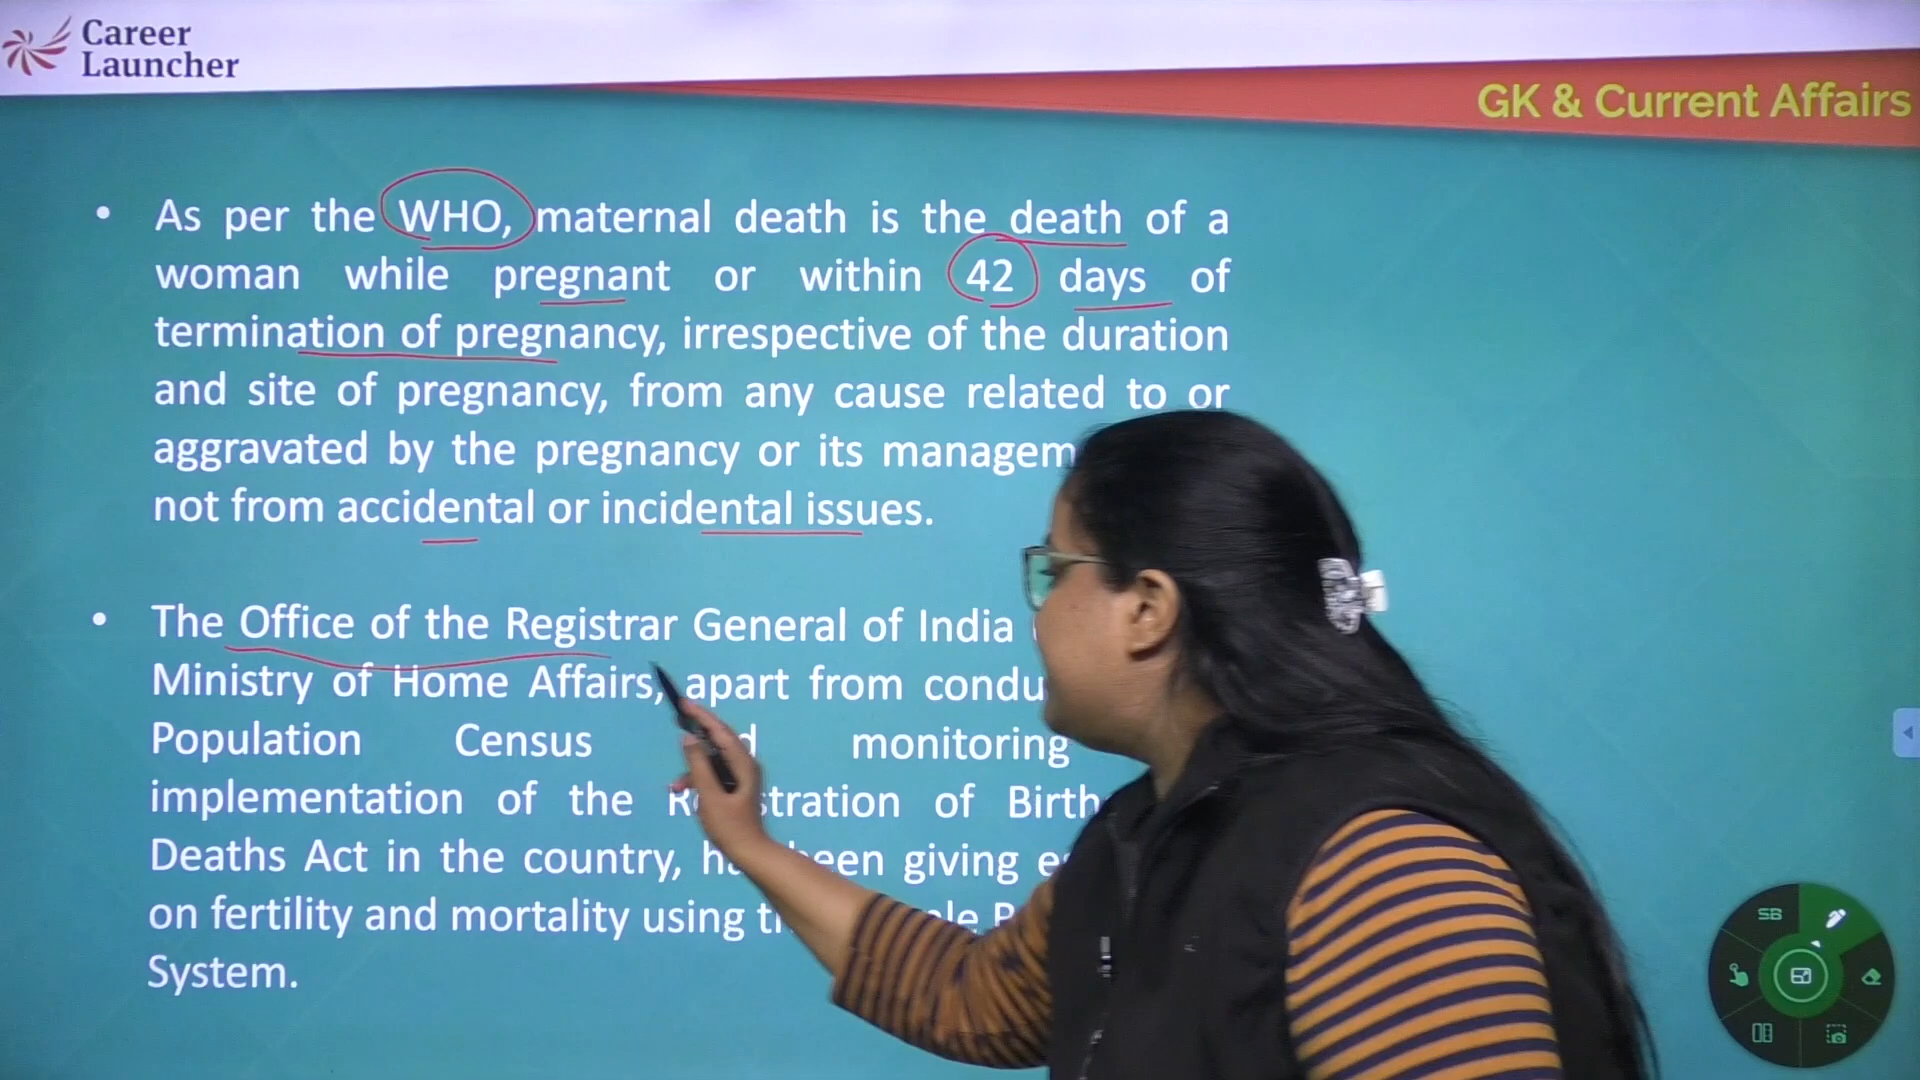 Career
Launcher
GK & Current Affairs
• As per the WHO, maternal death is the death of a
woman while pregnant or within 42 days of
termination of pregnancy, irrespective of the duration
and site of pregnancy, from any cause related to or
aggravated by the pregnancy or its managem
not from accidental or incidental issues.
• The Office of the Registrar General of India
Ministry of Home Affairs, apart from condu
Population Census monitoring
implementation of the Registration of Birth
Deaths Act in the country, been giving
on fertility and mortality using
System.
SB